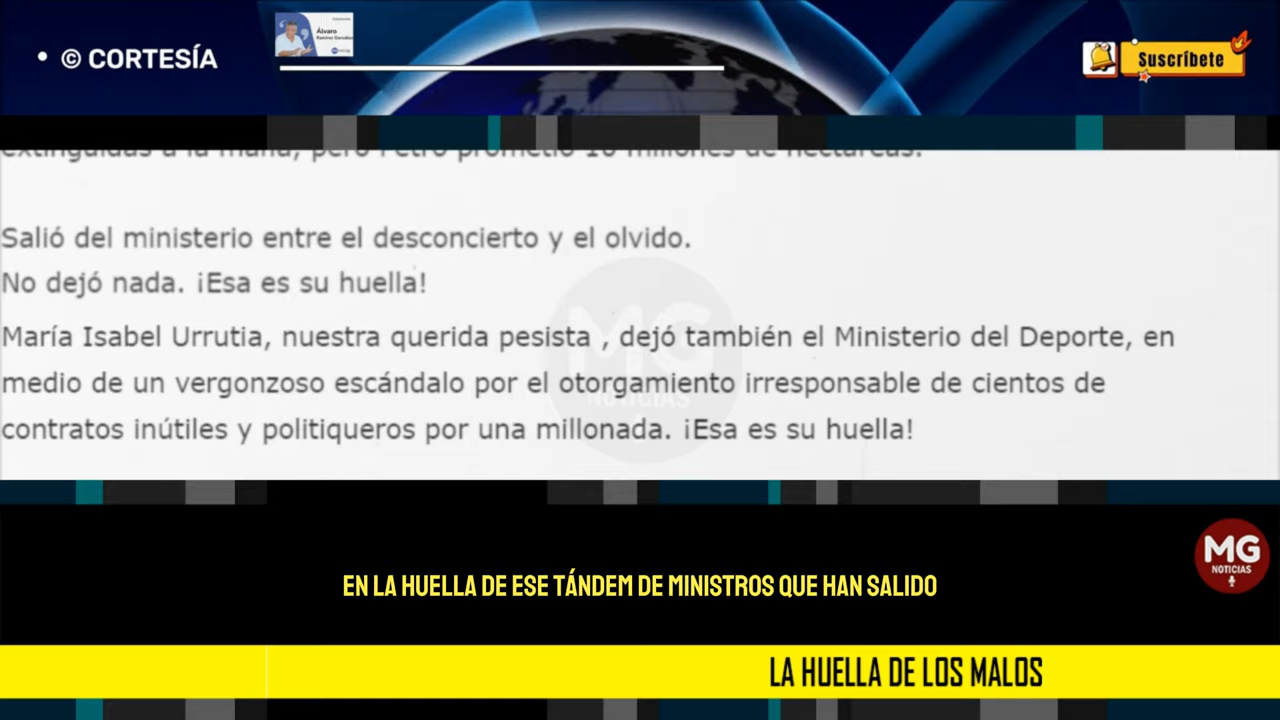 • © CORTESÍA
Álvaro
Suscríbete
Salió del ministerio entre el desconcierto y el olvido.
No dejó nada. ¡Esa es su huella!
María Isabel Urrutia, nuestra querida pesista , dejó también el Ministerio del Deporte, en
medio de un vergonzoso escándalo por el otorgamiento irresponsable de cientos de
contratos inútiles y politiqueros por una millonada. ¡Esa es su huella!
MG
NOTICIAS
EN LA HUELLA DE ESE TÁNDEM DE MINISTROS QUE HAN SALIDO
MG
NOTICIAS
LA HUELLA DE LOS MALOS